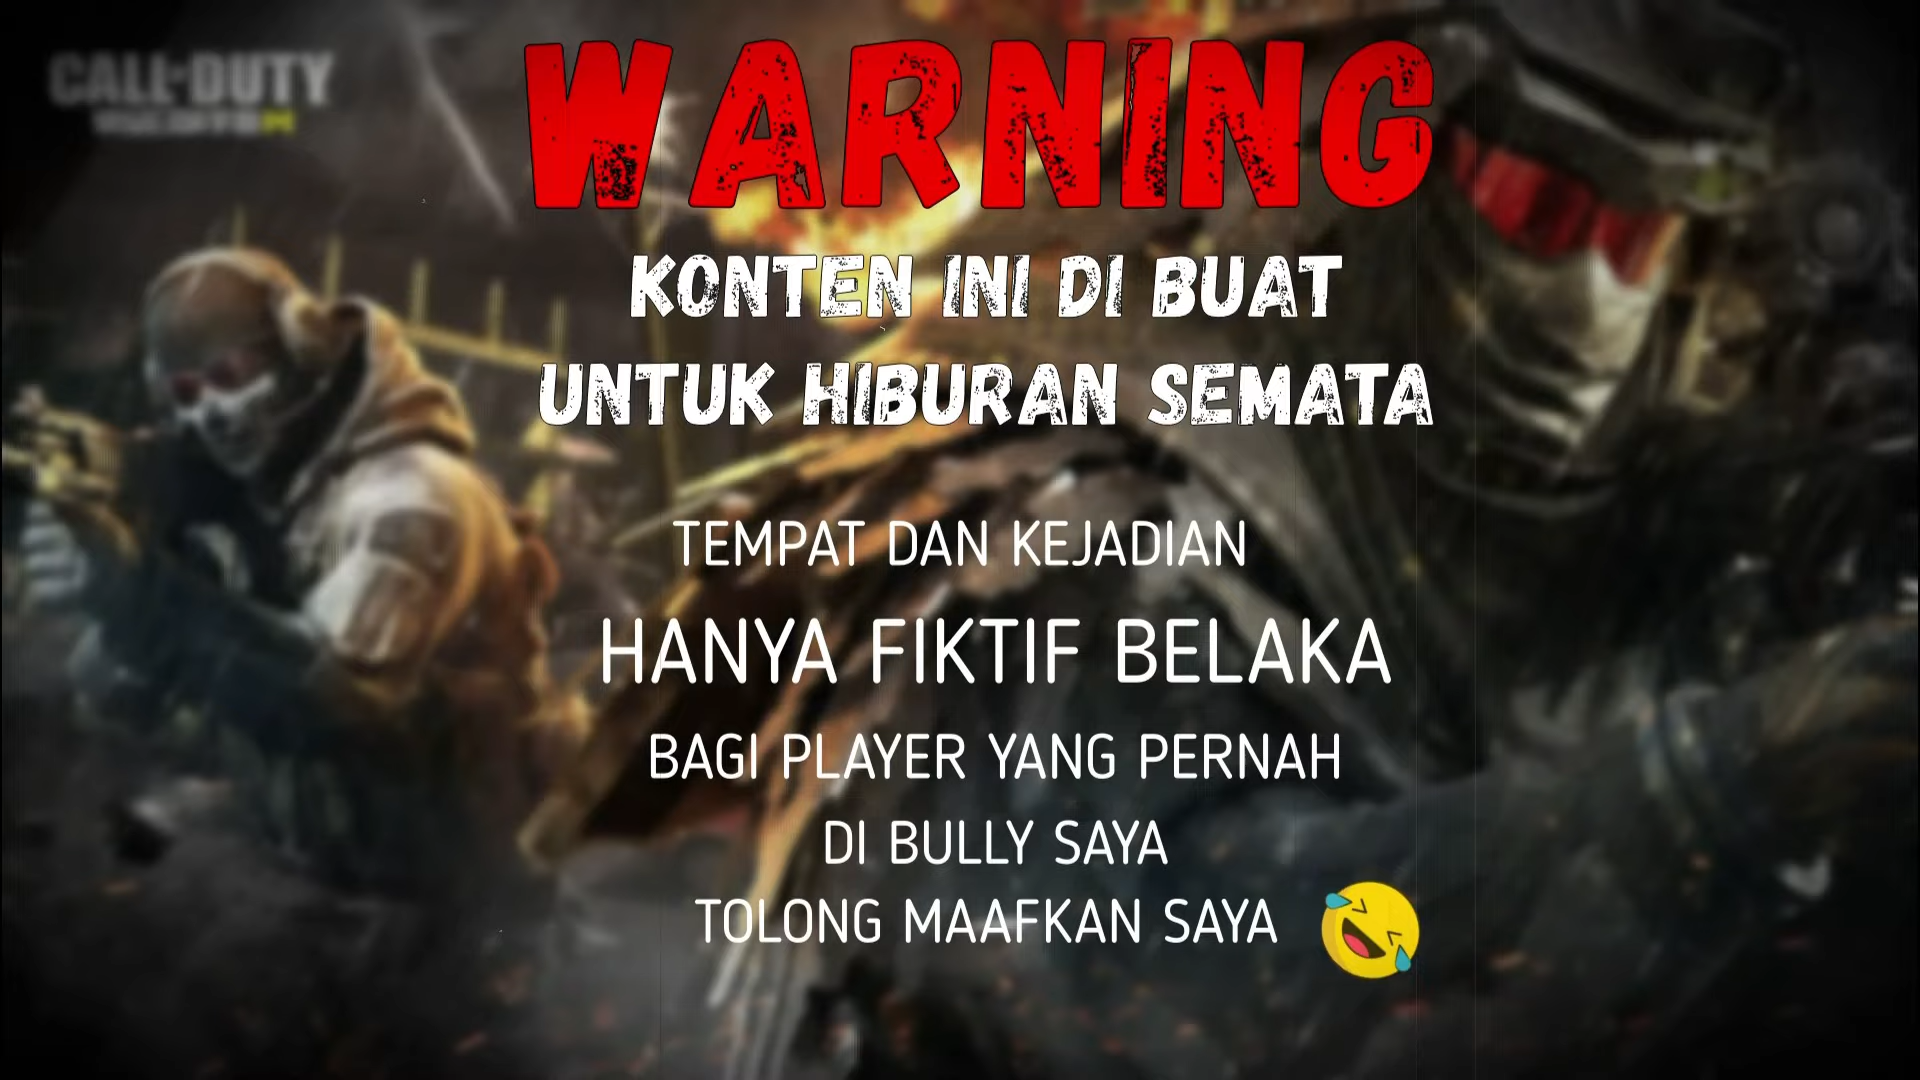 CALL OF DUTY
WARNING
KONTEN INI DI BUAT
UNTUK HIBURAN SEMATA
TEMPAT DAN KEJADIAN
HANYA FIKTIF BELAKA
BAGI PLAYER YANG PERNAH
DI BULLY SAYA
TOLONG MAAFKAN SAYA